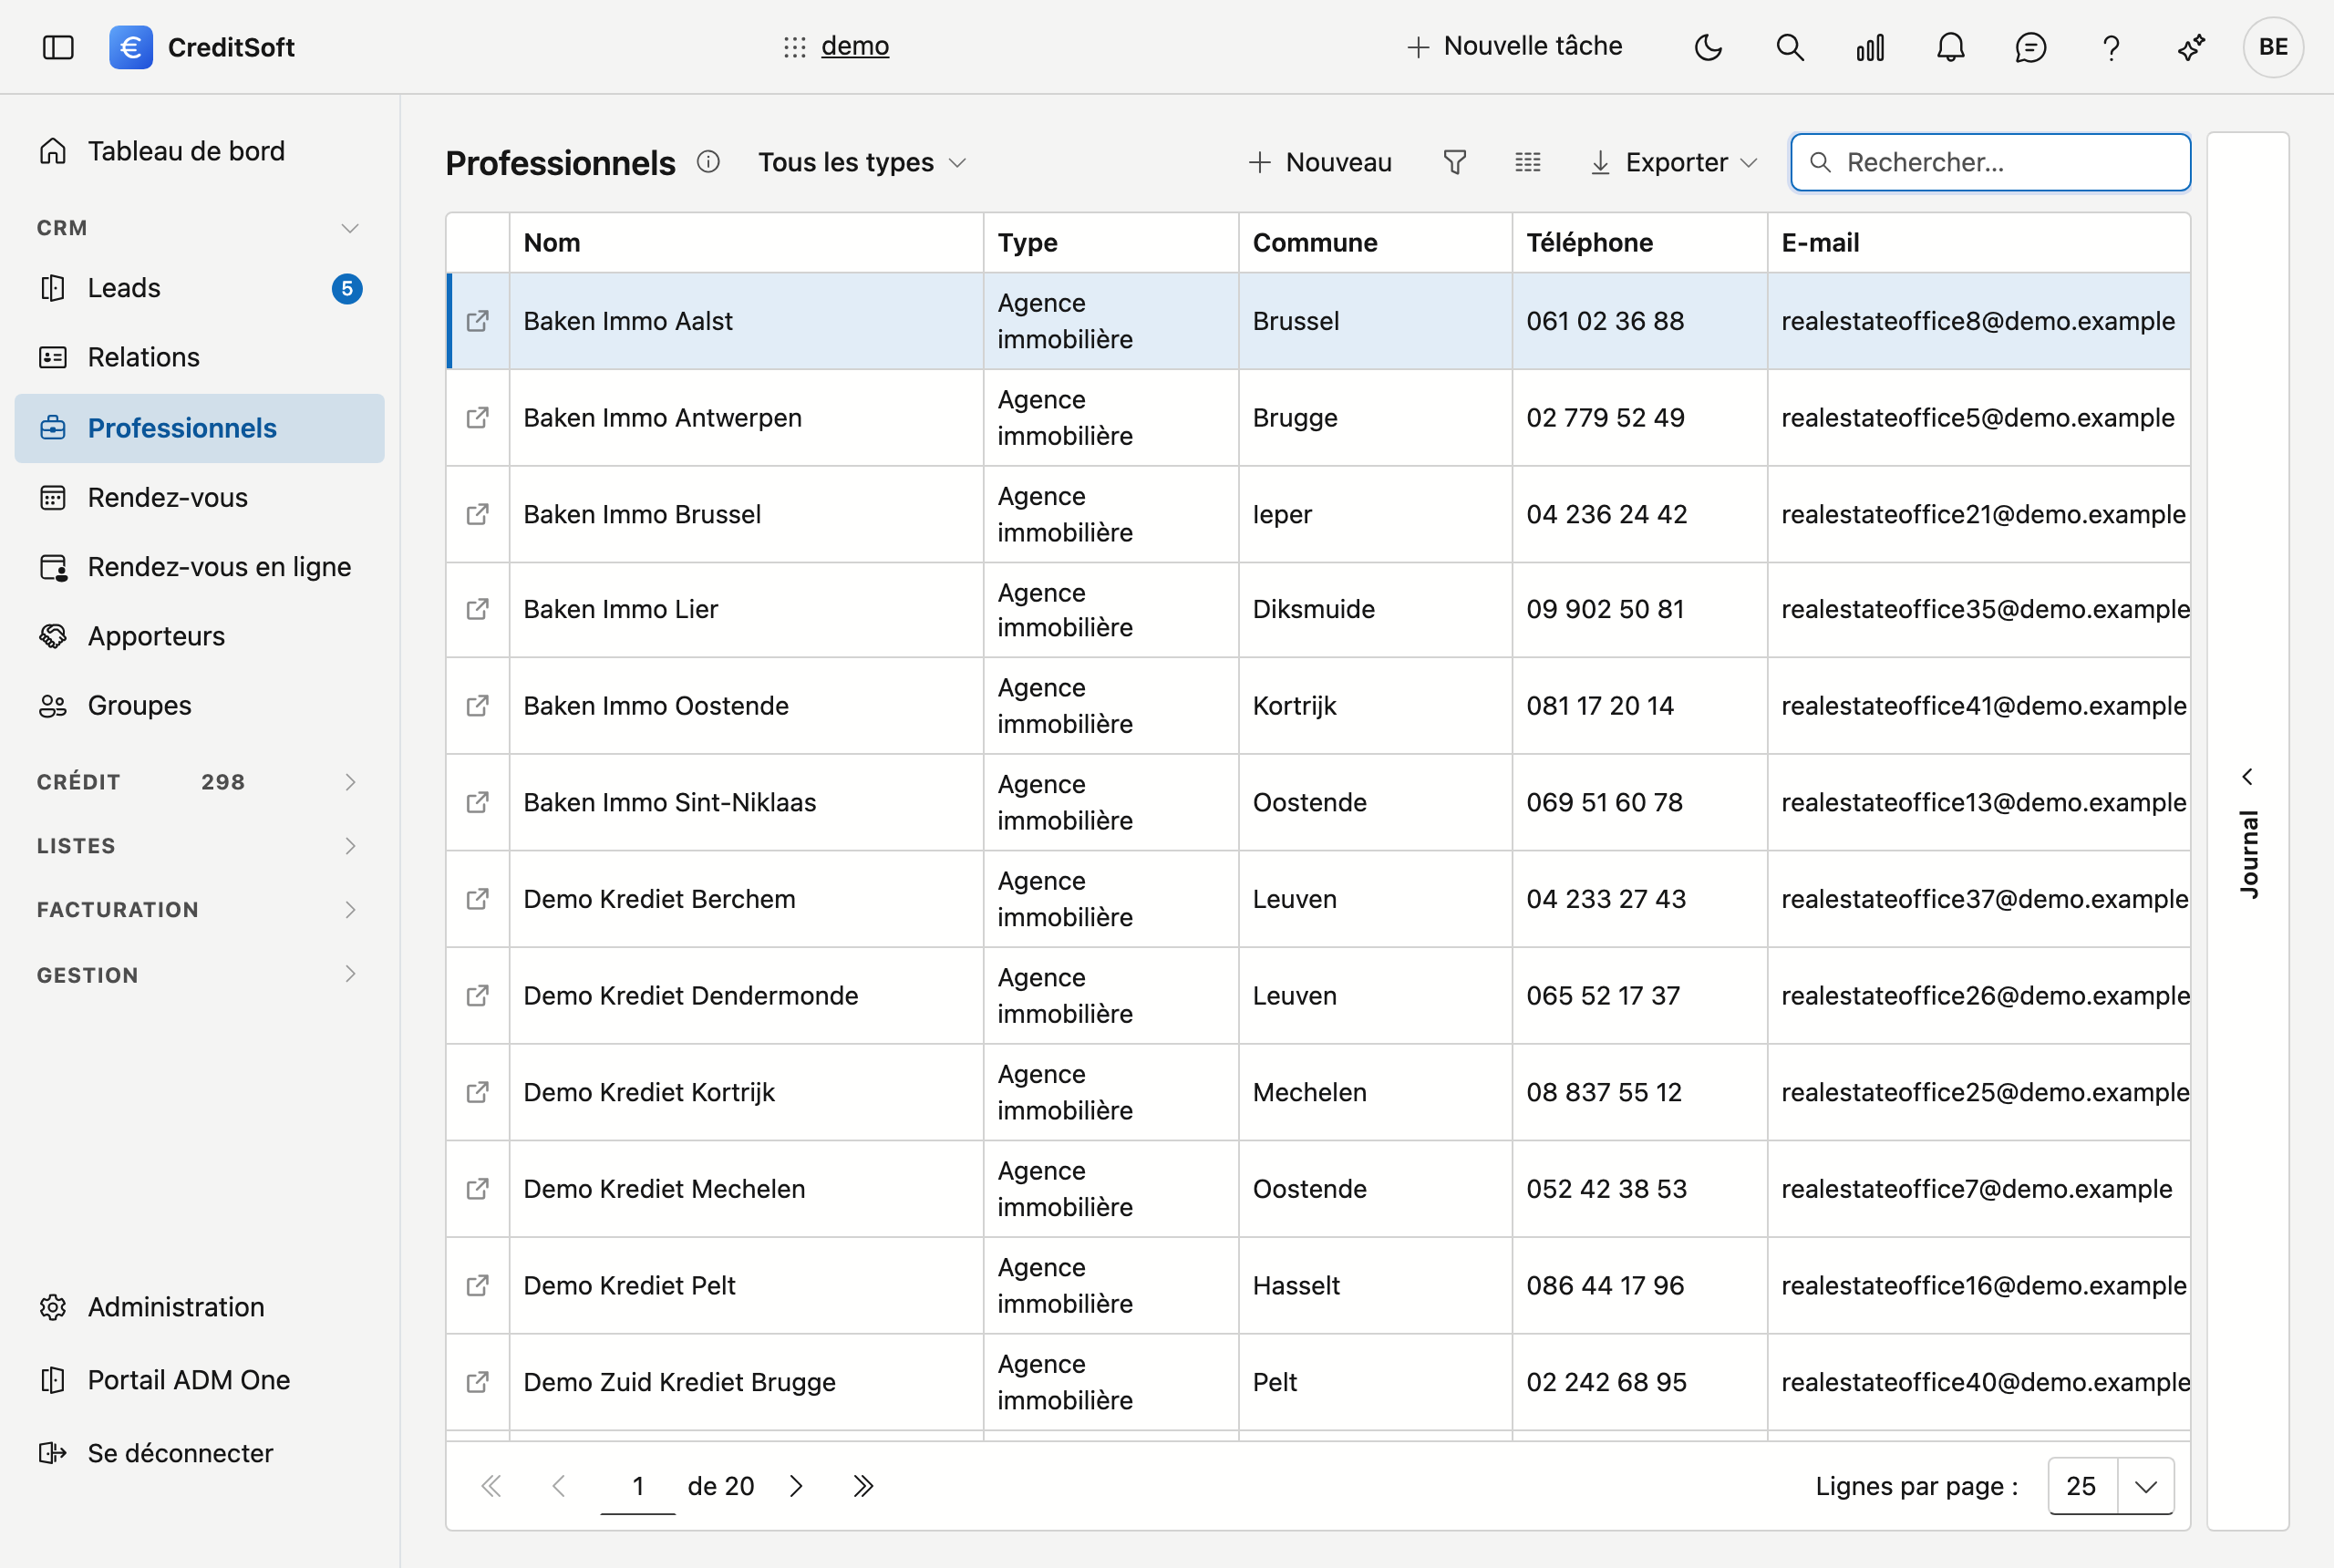 CreditSoft
demo
Nouvelle tâche
BE
Tableau de bord
CRM
Leads
5
Relations
Professionnels
Rendez-vous
Rendez-vous en ligne
Apporteurs
Groupes
CRÉDIT 298
LISTES
FACTURATION
GESTION
Administration
Portail ADM One
Se déconnecter
Professionnels
Tous les types
Nouveau
Exporter
Rechercher...
Nom Type Commune Téléphone E-mail
Baken Immo Aalst Agence immobilière Brussel 061 02 36 88 realestateoffice8@demo.example
Baken Immo Antwerpen Agence immobilière Brugge 02 779 52 49 realestateoffice5@demo.example
Baken Immo Brussel Agence immobilière Ieper 04 236 24 42 realestateoffice21@demo.example
Baken Immo Lier Agence immobilière Diksmuide 09 902 50 81 realestateoffice35@demo.example
Baken Immo Oostende Agence immobilière Kortrijk 081 17 20 14 realestateoffice41@demo.example
Baken Immo Sint-Niklaas Agence immobilière Oostende 069 51 60 78 realestateoffice13@demo.example
Demo Krediet Berchem Agence immobilière Leuven 04 233 27 43 realestateoffice37@demo.example
Demo Krediet Dendermonde Agence immobilière Leuven 065 52 17 37 realestateoffice26@demo.example
Demo Krediet Kortrijk Agence immobilière Mechelen 08 837 55 12 realestateoffice25@demo.example
Demo Krediet Mechelen Agence immobilière Oostende 052 42 38 53 realestateoffice7@demo.example
Demo Krediet Pelt Agence immobilière Hasselt 086 44 17 96 realestateoffice16@demo.example
Demo Zuid Krediet Brugge Agence immobilière Pelt 02 242 68 95 realestateoffice40@demo.example
1 de 20
Lignes par page : 25
Journal